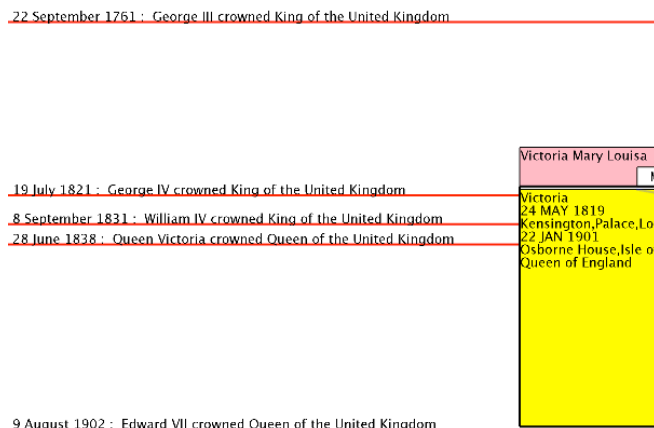 22 September 1761 : George III crowned King of the United Kingdom
Victoria Mary Louisa
19 July 1821 : George IV crowned King of the United Kingdom
Victoria
24 MAY 1819
8 September 1831 : William IV crowned King of the United Kingdom
Kensington,Palace,Lo
28 June 1838 : Queen Victoria crowned Queen of the United Kingdom
22 JAN 1901
Osborne House,Isle o
Queen of England
9 August 1902 : Edward VII crowned Queen of the United Kingdom